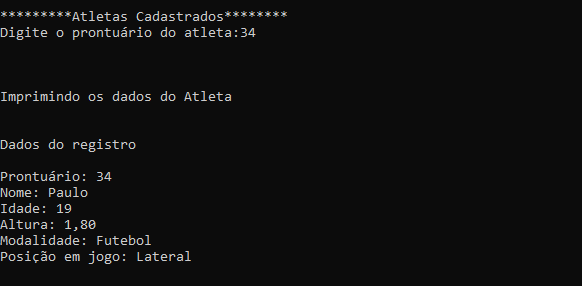 *********Atletas Cadastrados********
Digite o prontuário do atleta:34
Imprimindo os dados do Atleta
Dados do registro
Prontuário: 34
Nome: Paulo
Idade: 19
Altura: 1,80
Modalidade: Futebol
Posição em jogo: Lateral